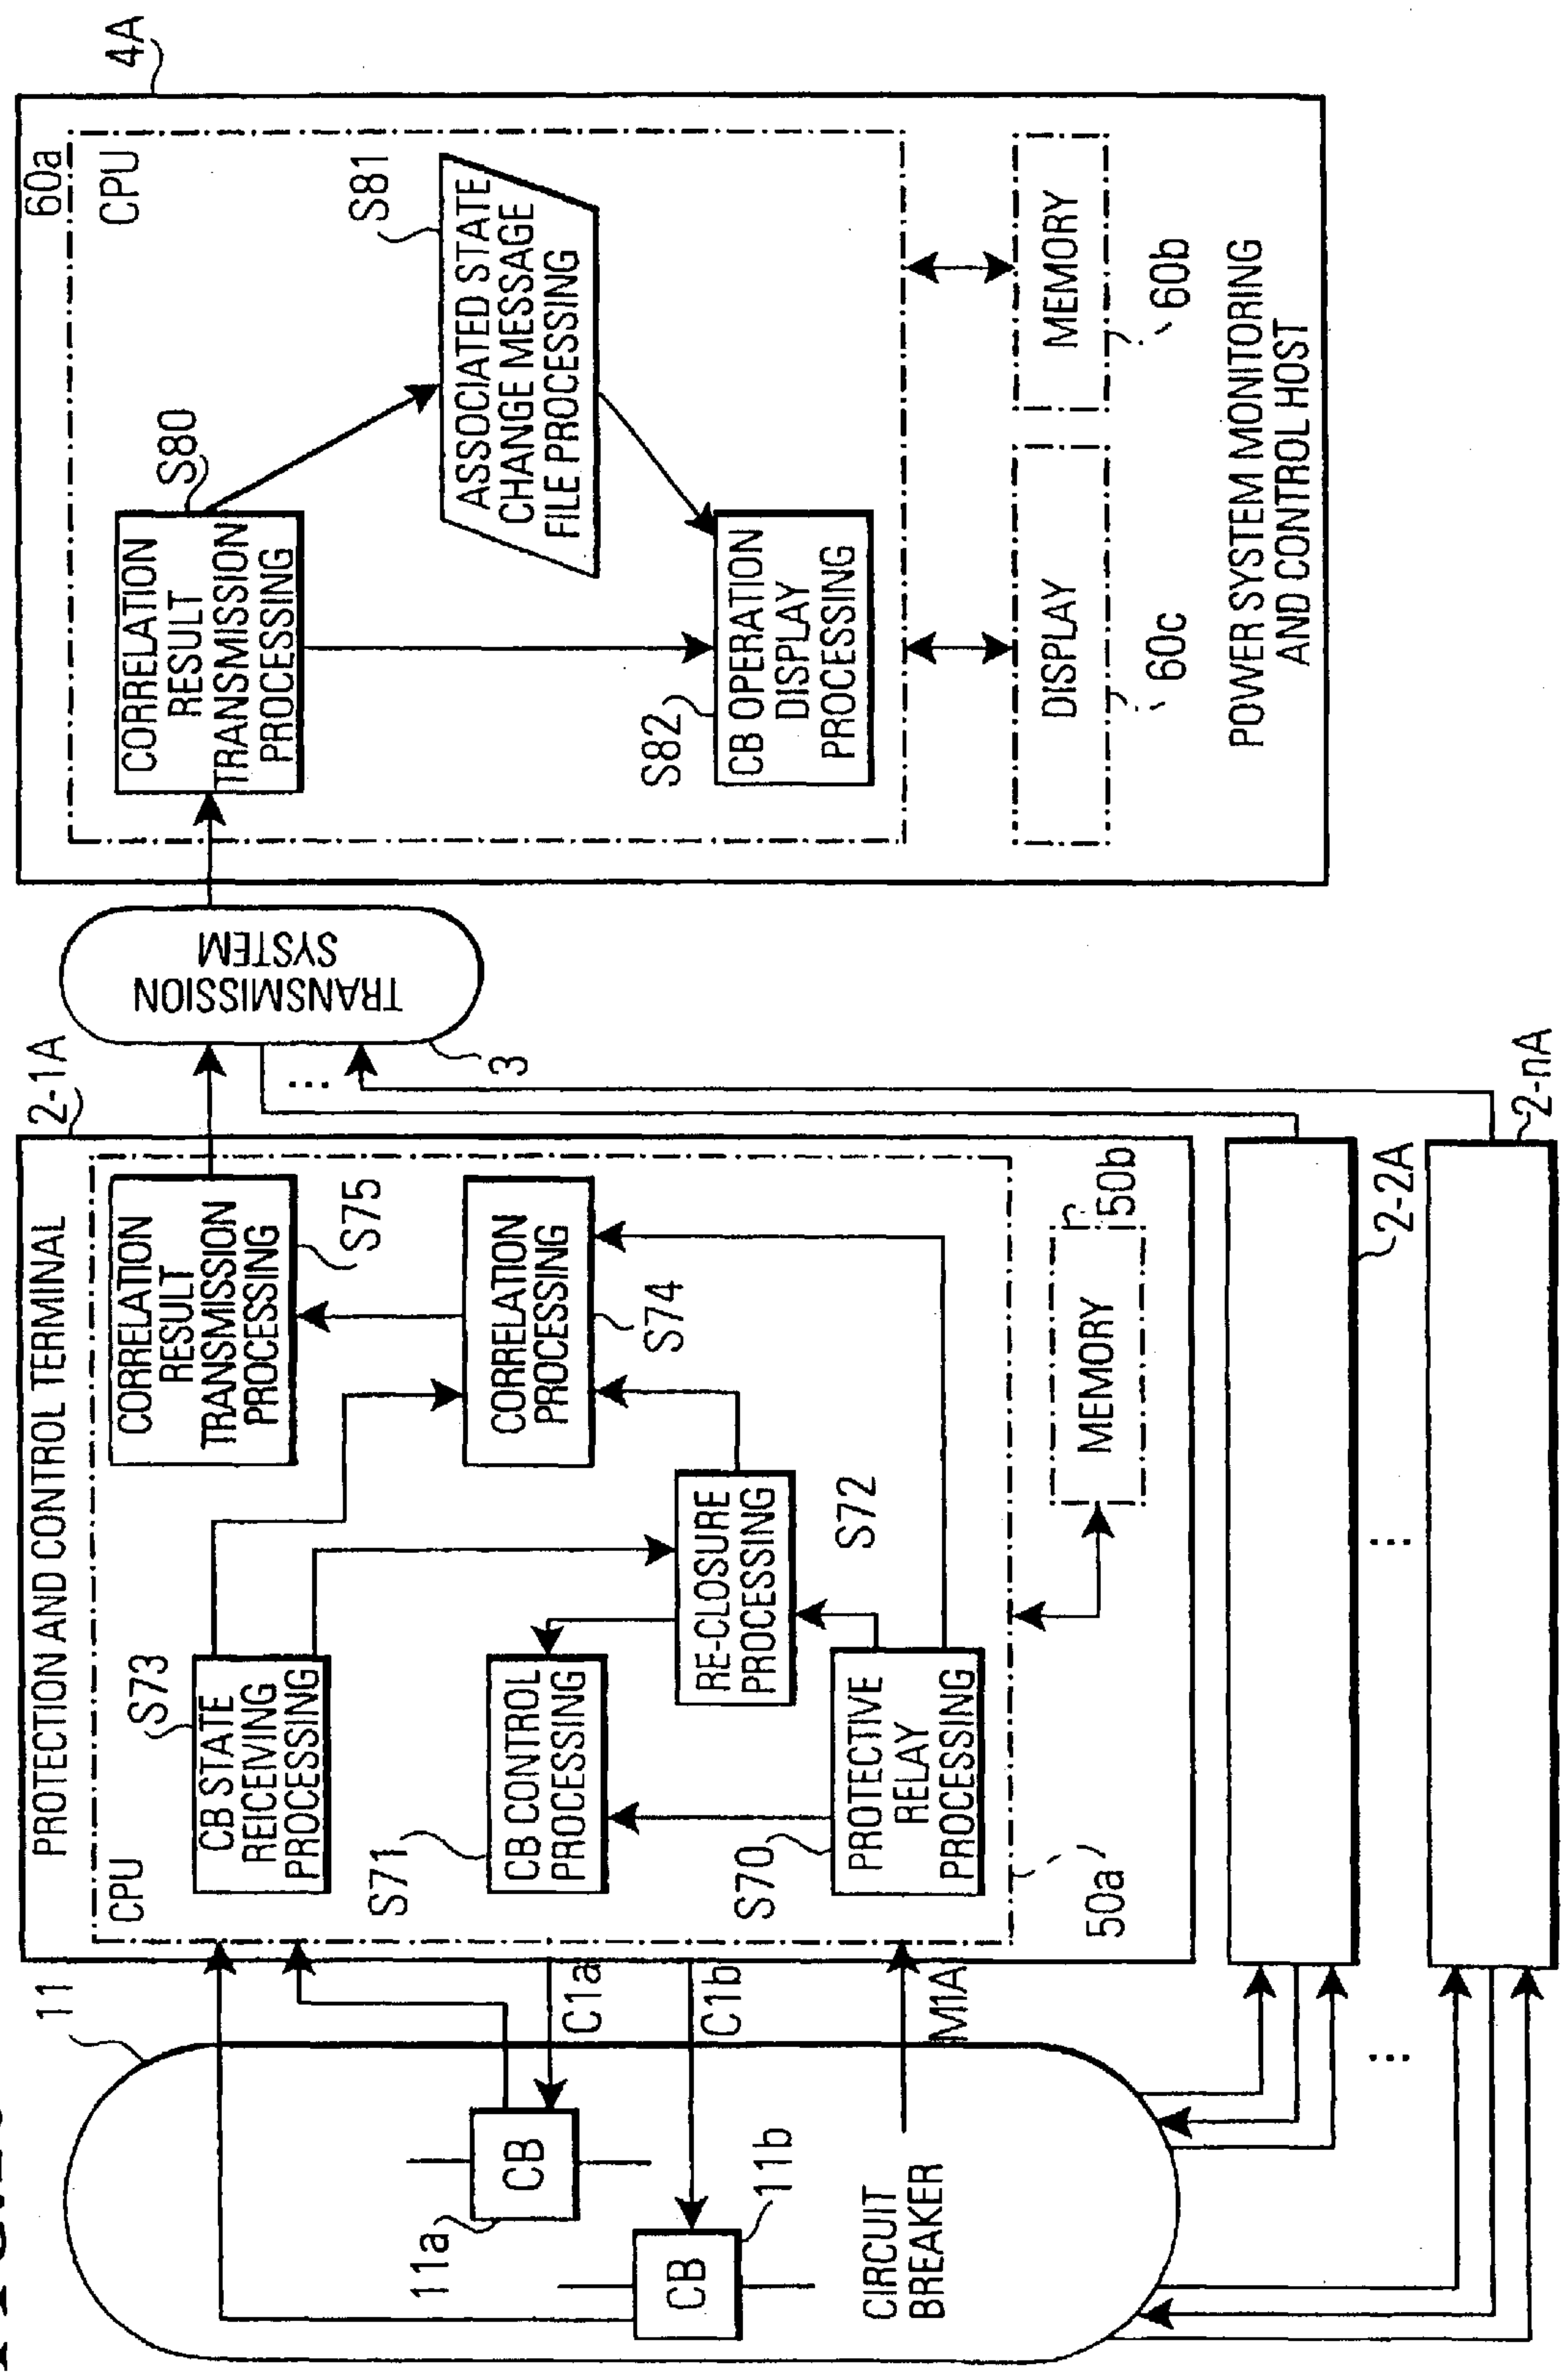 11
CB
11a
CB
11b
CIRCUIT
BREAKER
C1a
C1b
M1A
PROTECTION AND CONTROL TERMINAL
2-1A
CPU
CB STATE
REICEIVING
PROCESSING
S73
CORRELATION
RESULT
TRANSMISSION
PROCESSING
S75
S71
CB CONTROL
PROCESSING
CORRELATION
PROCESSING
S74
RE-CLOSURE
PROCESSING
S72
S70
PROTECTIVE
RELAY
PROCESSING
50a
MEMORY
50b
2-2A
2-nA
...
...
...
TRANSMISSION
SYSTEM
3
4A
60a
CPU
CORRELATION
RESULT
TRANSMISSION
PROCESSING
S80
S81
ASSOCIATED STATE
CHANGE MESSAGE
FILE PROCESSING
S82
CB OPERATION
DISPLAY
PROCESSING
DISPLAY
60c
MEMORY
60b
POWER SYSTEM MONITORING
AND CONTROL HOST